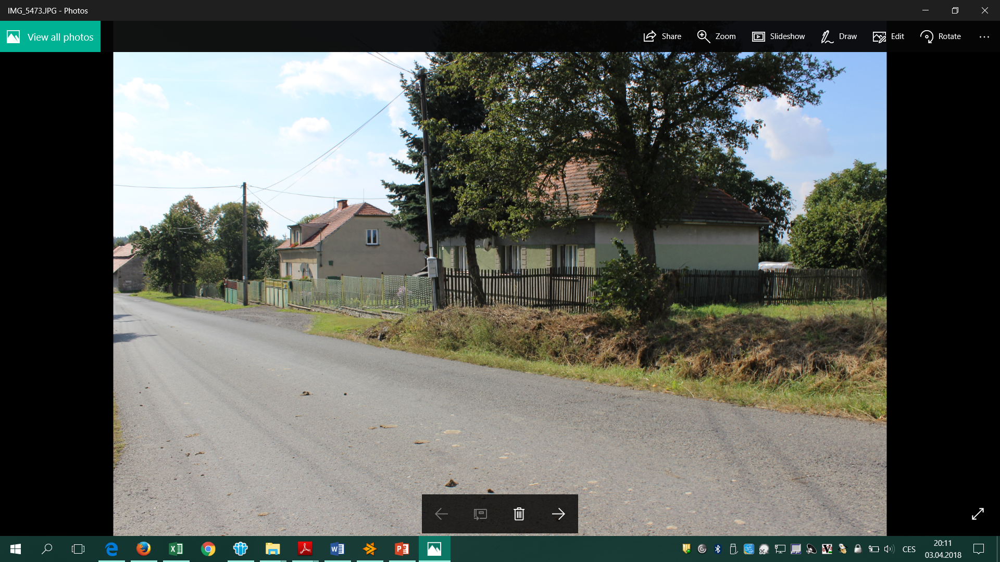 IMG_5473.JPG - Photos
View all photos
Share
Zoom
Slideshow
Draw
Edit
Rotate
CES
20:11
03.04.2018